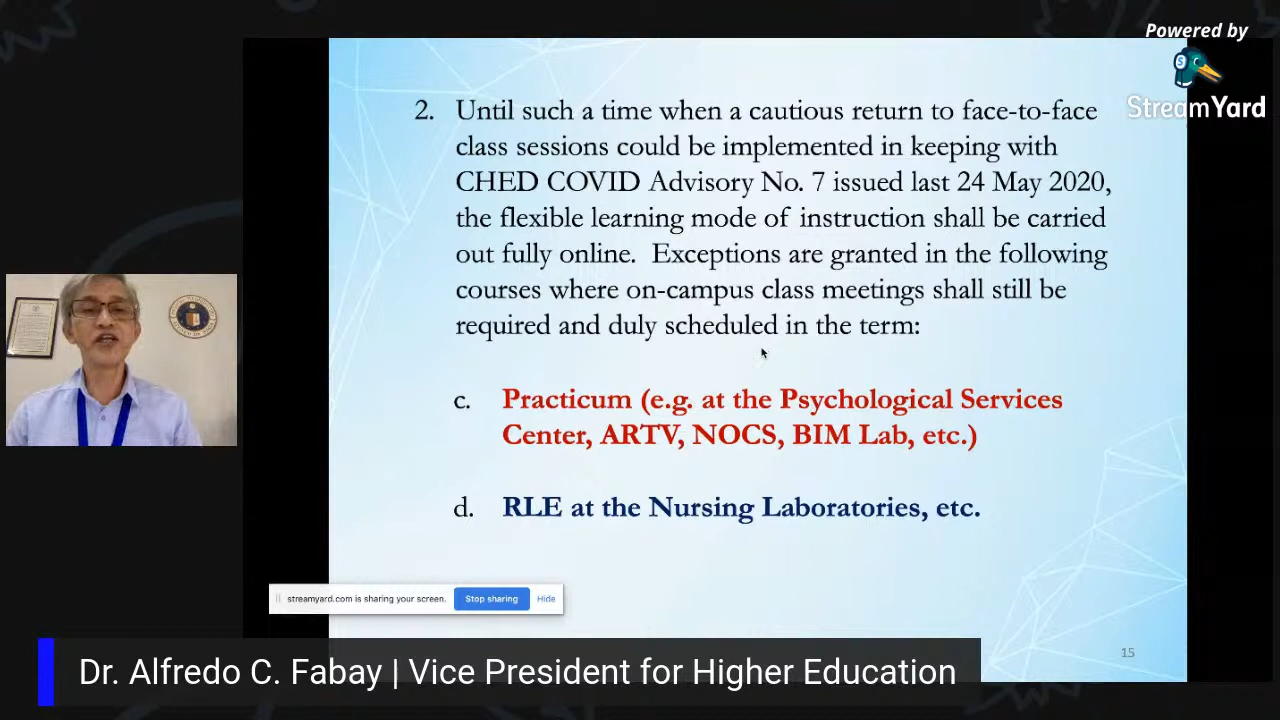 Powered by
StreamYard
2. Until such a time when a cautious return to face-to-face
class sessions could be implemented in keeping with
CHED COVID Advisory No. 7 issued last 24 May 2020,
the flexible learning mode of instruction shall be carried
out fully online. Exceptions are granted in the following
courses where on-campus class meetings shall still be
required and duly scheduled in the term:
c. Practicum (e.g. at the Psychological Services
Center, ARTV, NOCS, BIM Lab, etc.)
d. RLE at the Nursing Laboratories, etc.
streamyard.com is sharing your screen. Stop sharing Hide
15
Dr. Alfredo C. Fabay | Vice President for Higher Education